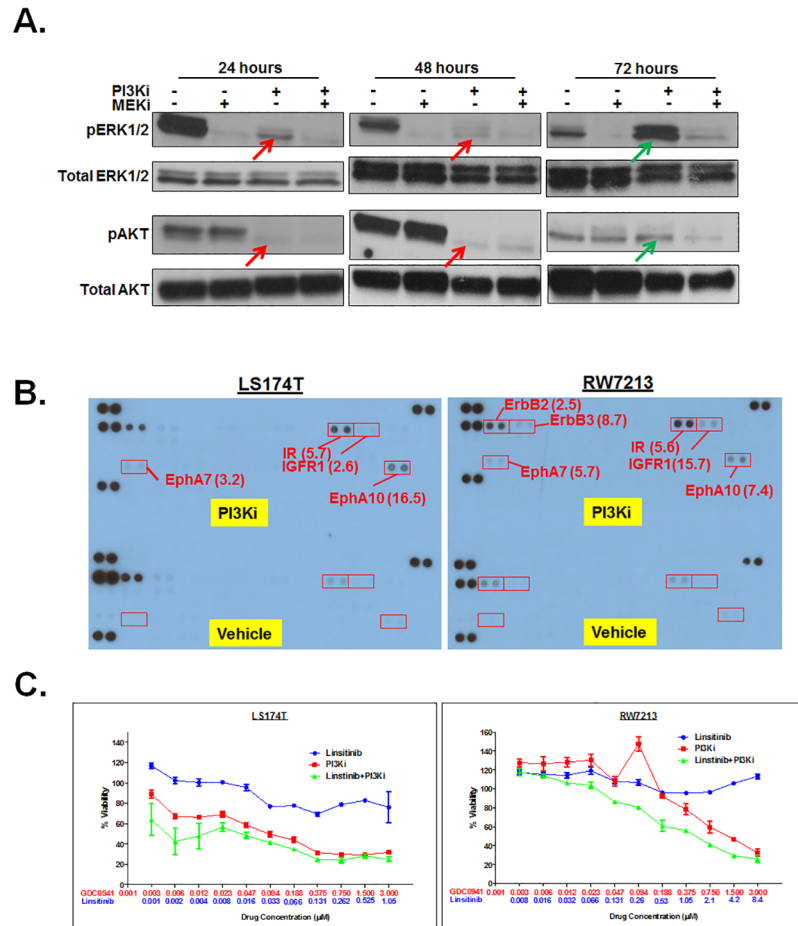 A.
24 hours 48 hours 72 hours
PI3Ki - - + + - - + + - - + +
MEKi - + - + - + - + - + - +
pERK1/2
Total ERK1/2
pAKT
Total AKT
B.
LS174T RW7213
ErbB2 (2.5)
ErbB3 (8.7)
IR (5.7) IR (5.6)
IGFR1 (2.6) IGFR1 (15.7)
EphA7 (3.2) EphA7 (5.7)
EphA10 (16.5) EphA10 (7.4)
PI3Ki PI3Ki
Vehicle Vehicle
C.
LS174T
Linsitinib
PI3Ki
Linstinib+PI3Ki
% Viability
140
120
100
80
60
40
20
0
GDC0941 0.001 0.003 0.006 0.012 0.023 0.047 0.094 0.188 0.375 0.750 1.500 3.000
Linsitinib 0.001 0.002 0.004 0.008 0.016 0.033 0.066 0.131 0.262 0.525 1.05
Drug Concentration (µM)
RW7213
Linsitinib
PI3Ki
Linstinib+PI3Ki
% Viability
160
140
120
100
80
60
40
20
0
0.001 0.003 0.006 0.012 0.023 0.047 0.094 0.188 0.375 0.750 1.500 3.000
0.008 0.016 0.032 0.066 0.131 0.26 0.53 1.05 2.1 4.2 8.4
Drug Concentration (µM)